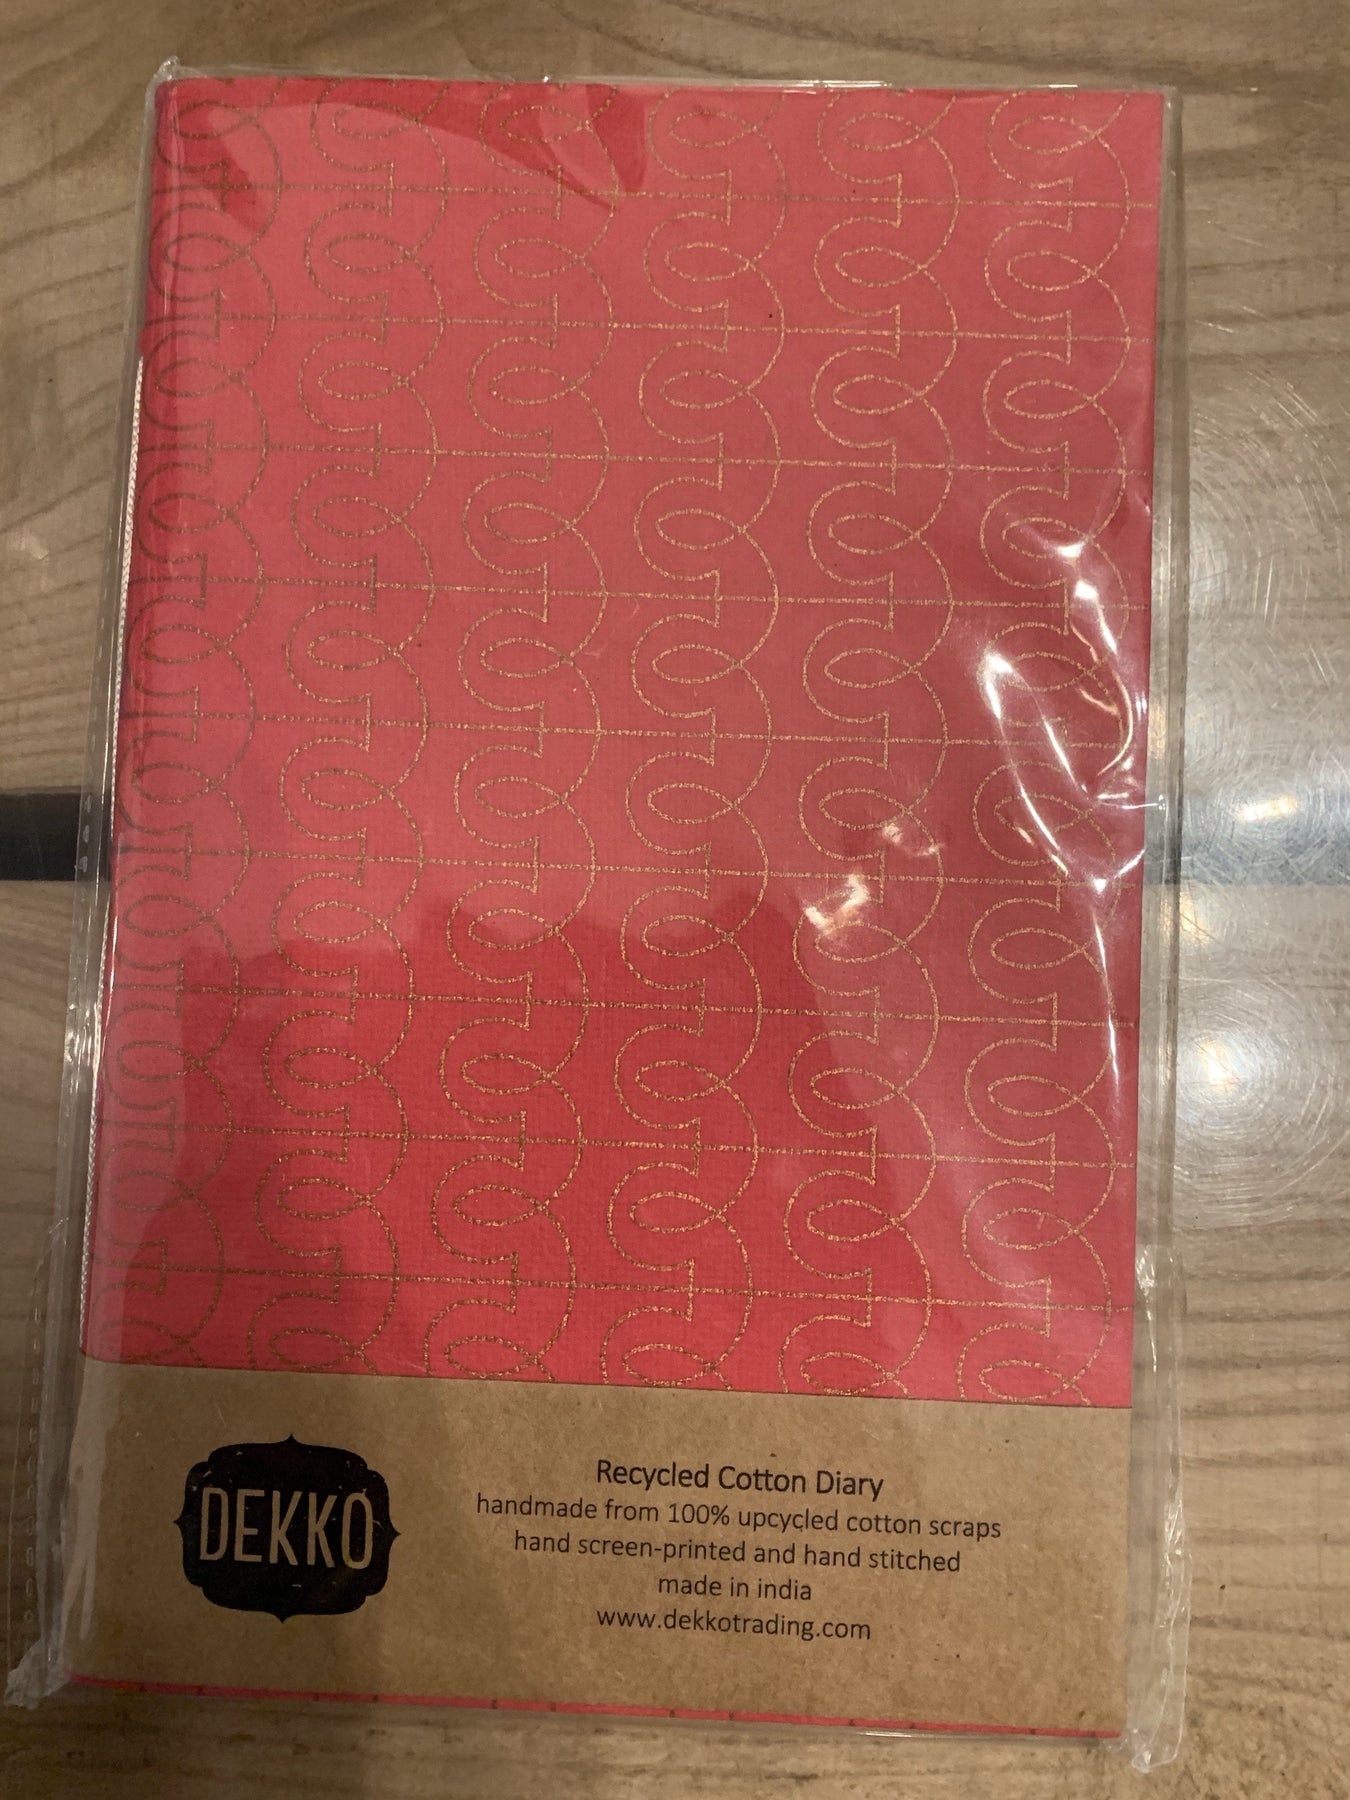 DEKKO
Recycled Cotton Diary
handmade from 100% upcycled cotton scraps
hand screen-printed and hand stitched
made in india
www.dekkotrading.com